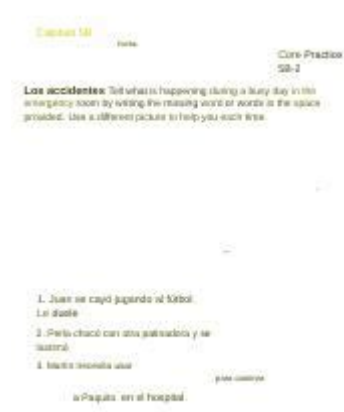 Capítulo 5B
Fecha
Core Practice
5B-2
Los accidentes Tell what is happening during a busy day in the
emergency room by writing the missing word or words in the space
provided. Use a different picture to help you each time.
1. Juan se cayó jugando al fútbol.
Le duele
2. Perla chocó con otra patinadora y se
lastimó
3. Martín necesita usar
para caminar
a Paquito en el hospital.